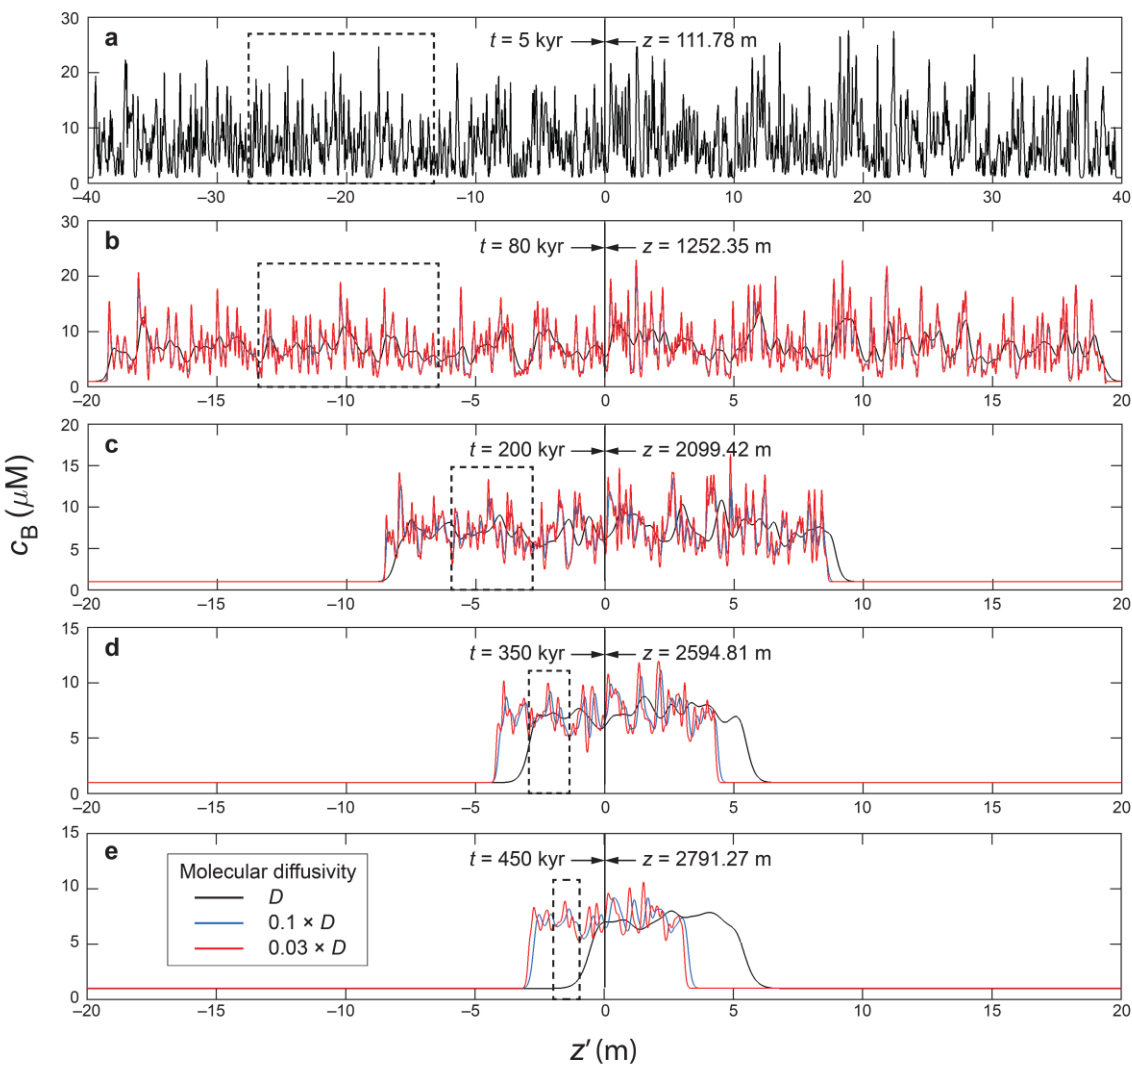 a
t = 5 kyr
z = 111.78 m
30
20
10
0
−40 −30 −20 −10 0 10 20 30 40
b
t = 80 kyr
z = 1252.35 m
30
20
10
0
−20 −15 −10 −5 0 5 10 15 20
c
t = 200 kyr
z = 2099.42 m
20
15
10
5
0
−20 −15 −10 −5 0 5 10 15 20
cB (μM)
d
t = 350 kyr
z = 2594.81 m
15
10
5
0
−20 −15 −10 −5 0 5 10 15 20
e
t = 450 kyr
z = 2791.27 m
15
10
5
0
Molecular diffusivity
D
0.1 × D
0.03 × D
−20 −15 −10 −5 0 5 10 15 20
z′ (m)